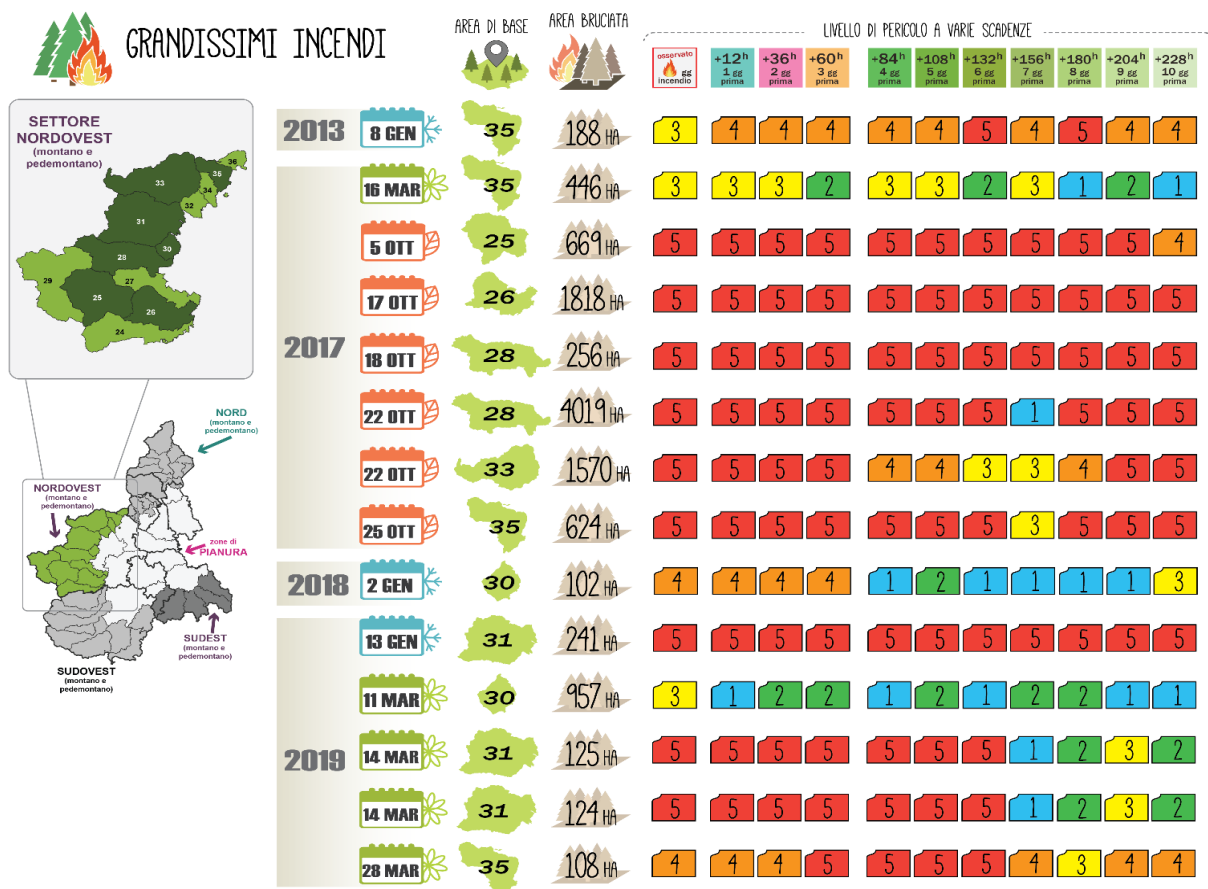 GRANDISSIMI INCENDI
AREA DI BASE
AREA BRUCIATA
LIVELLO DI PERICOLO A VARIE SCADENZE
osservato
gg
incendio
+12h
1 gg
prima
+36h
2 gg
prima
+60h
3 gg
prima
+84h
4 gg
prima
+108h
5 gg
prima
+132h
6 gg
prima
+156h
7 gg
prima
+180h
8 gg
prima
+204h
9 gg
prima
+228h
10 gg
prima
SETTORE
NORDOVEST
(montano e
pedemontano)
36
35
33
34
32
31
30
28
27
29
25
26
24
NORD
(montano e
pedemontano)
NORDOVEST
(montano e
pedemontano)
zone di
PIANURA
SUDEST
(montano e
pedemontano)
SUDOVEST
(montano e
pedemontano)
2013
8 GEN 35 188 HA 3 4 4 4 4 4 5 4 5 4 4
2017
16 MAR 35 446 HA 3 3 3 2 3 3 2 3 1 2 1
5 OTT 25 669 HA 5 5 5 5 5 5 5 5 5 5 4
17 OTT 26 1818 HA 5 5 5 5 5 5 5 5 5 5 5
18 OTT 28 256 HA 5 5 5 5 5 5 5 5 5 5 5
22 OTT 28 4019 HA 5 5 5 5 5 5 5 1 5 5 5
22 OTT 33 1570 HA 5 5 5 5 4 4 3 3 4 5 5
25 OTT 35 624 HA 5 5 5 5 5 5 5 3 5 5 5
2018
2 GEN 30 102 HA 4 4 4 4 1 2 1 1 1 1 3
2019
13 GEN 31 241 HA 5 5 5 5 5 5 5 5 5 5 5
11 MAR 30 957 HA 3 1 2 2 1 2 1 2 2 1 1
14 MAR 31 125 HA 5 5 5 5 5 5 5 1 2 3 2
14 MAR 31 124 HA 5 5 5 5 5 5 5 1 2 3 2
28 MAR 35 108 HA 4 4 4 5 5 5 5 4 3 4 4